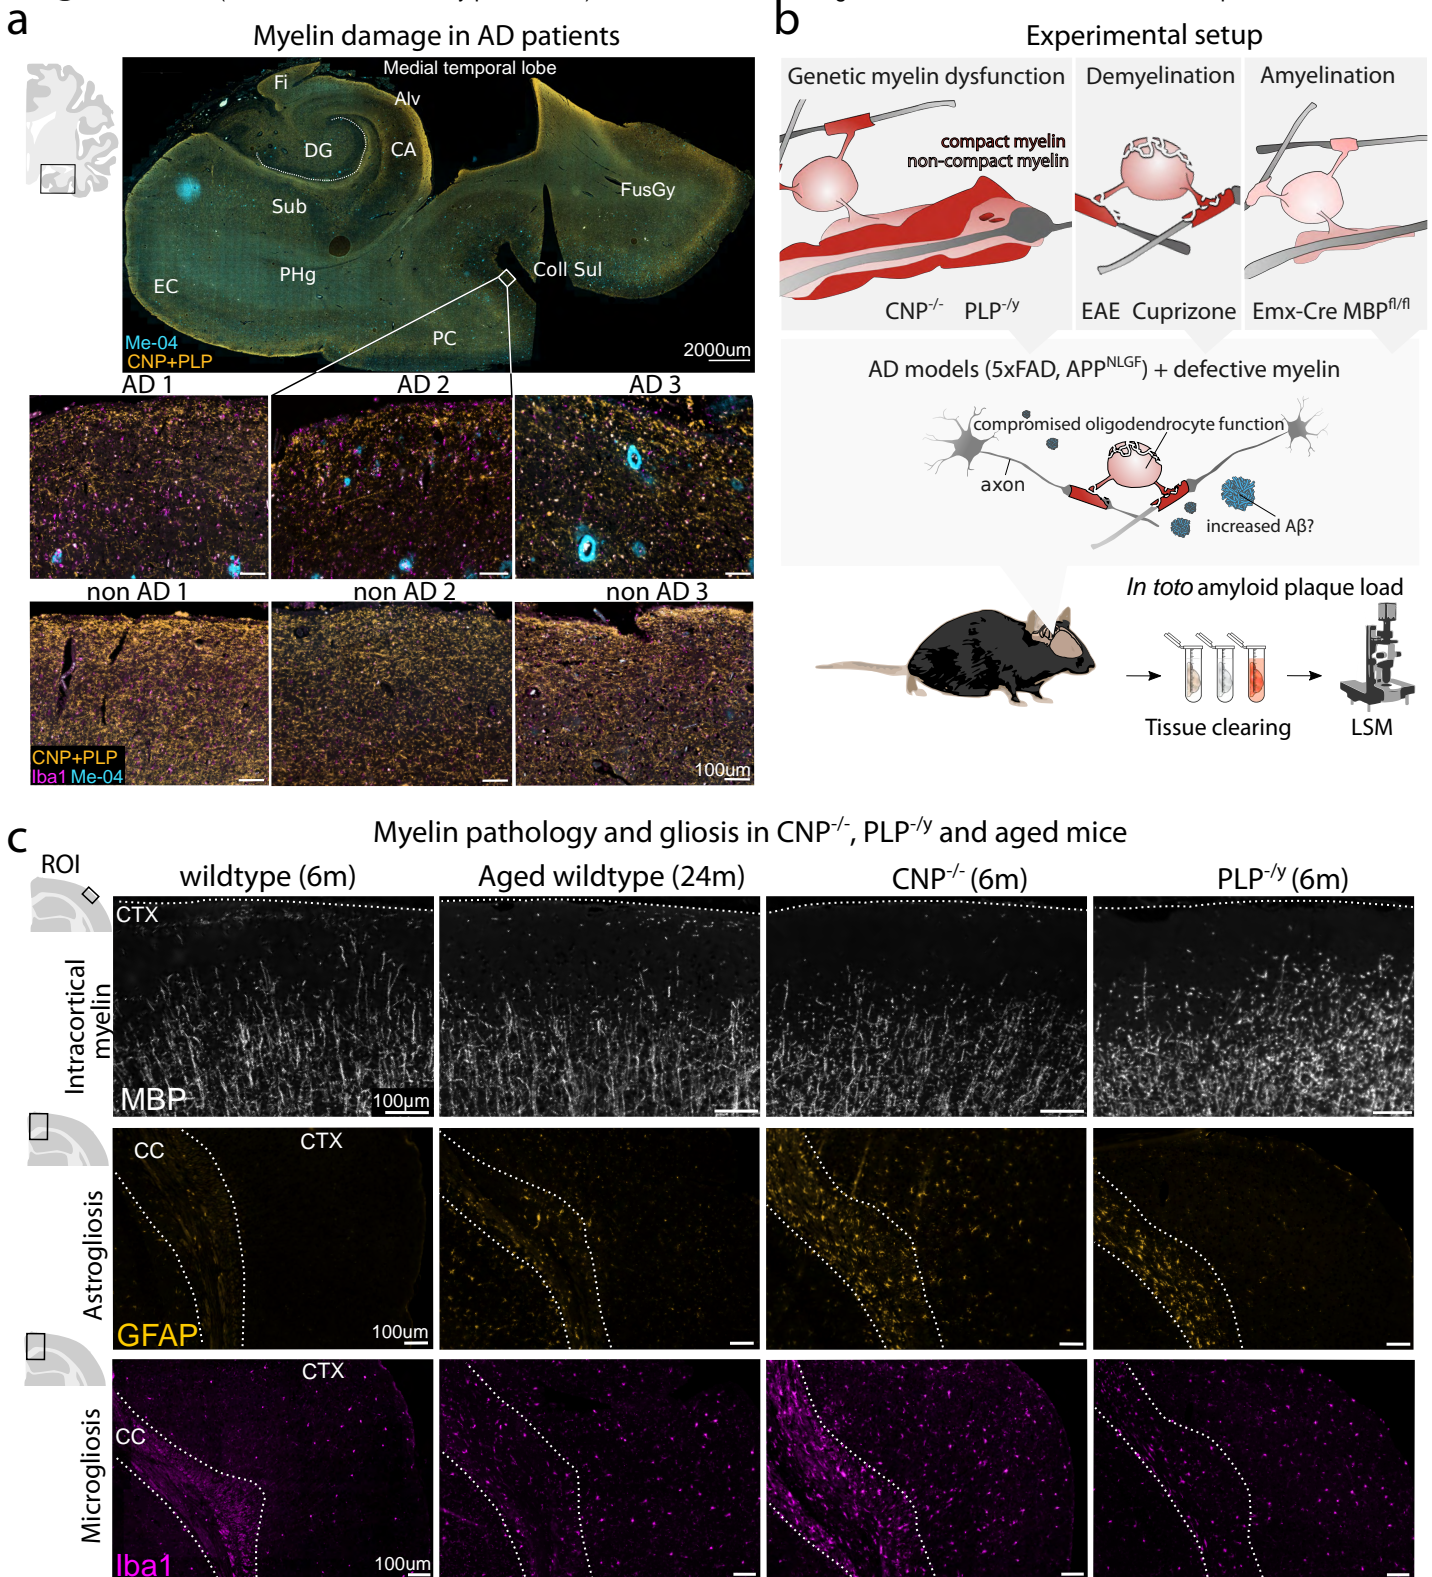 a
Myelin damage in AD patients
Medial temporal lobe
Fi
Alv
DG
CA
Sub
FusGy
PHg
Coll Sul
EC
PC
Me-04
CNP+PLP
2000um
AD 1
AD 2
AD 3
non AD 1
non AD 2
non AD 3
CNP+PLP
Iba1 Me-04
100um
b
Experimental setup
Genetic myelin dysfunction
Demyelination
Amyelination
compact myelin
non-compact myelin
CNP-/- PLP-/y
EAE Cuprizone
Emx-Cre MBPfl/fl
AD models (5xFAD, APPNLGF) + defective myelin
compromised oligodendrocyte function
axon
increased Aβ?
In toto amyloid plaque load
Tissue clearing
LSM
c
Myelin pathology and gliosis in CNP-/-, PLP-/y and aged mice
ROI
wildtype (6m)
Aged wildtype (24m)
CNP-/- (6m)
PLP-/y (6m)
Intracortical
myelin
CTX
MBP
100µm
Astrogliosis
CC
CTX
GFAP
100um
Microgliosis
CTX
CC
Iba1
100um